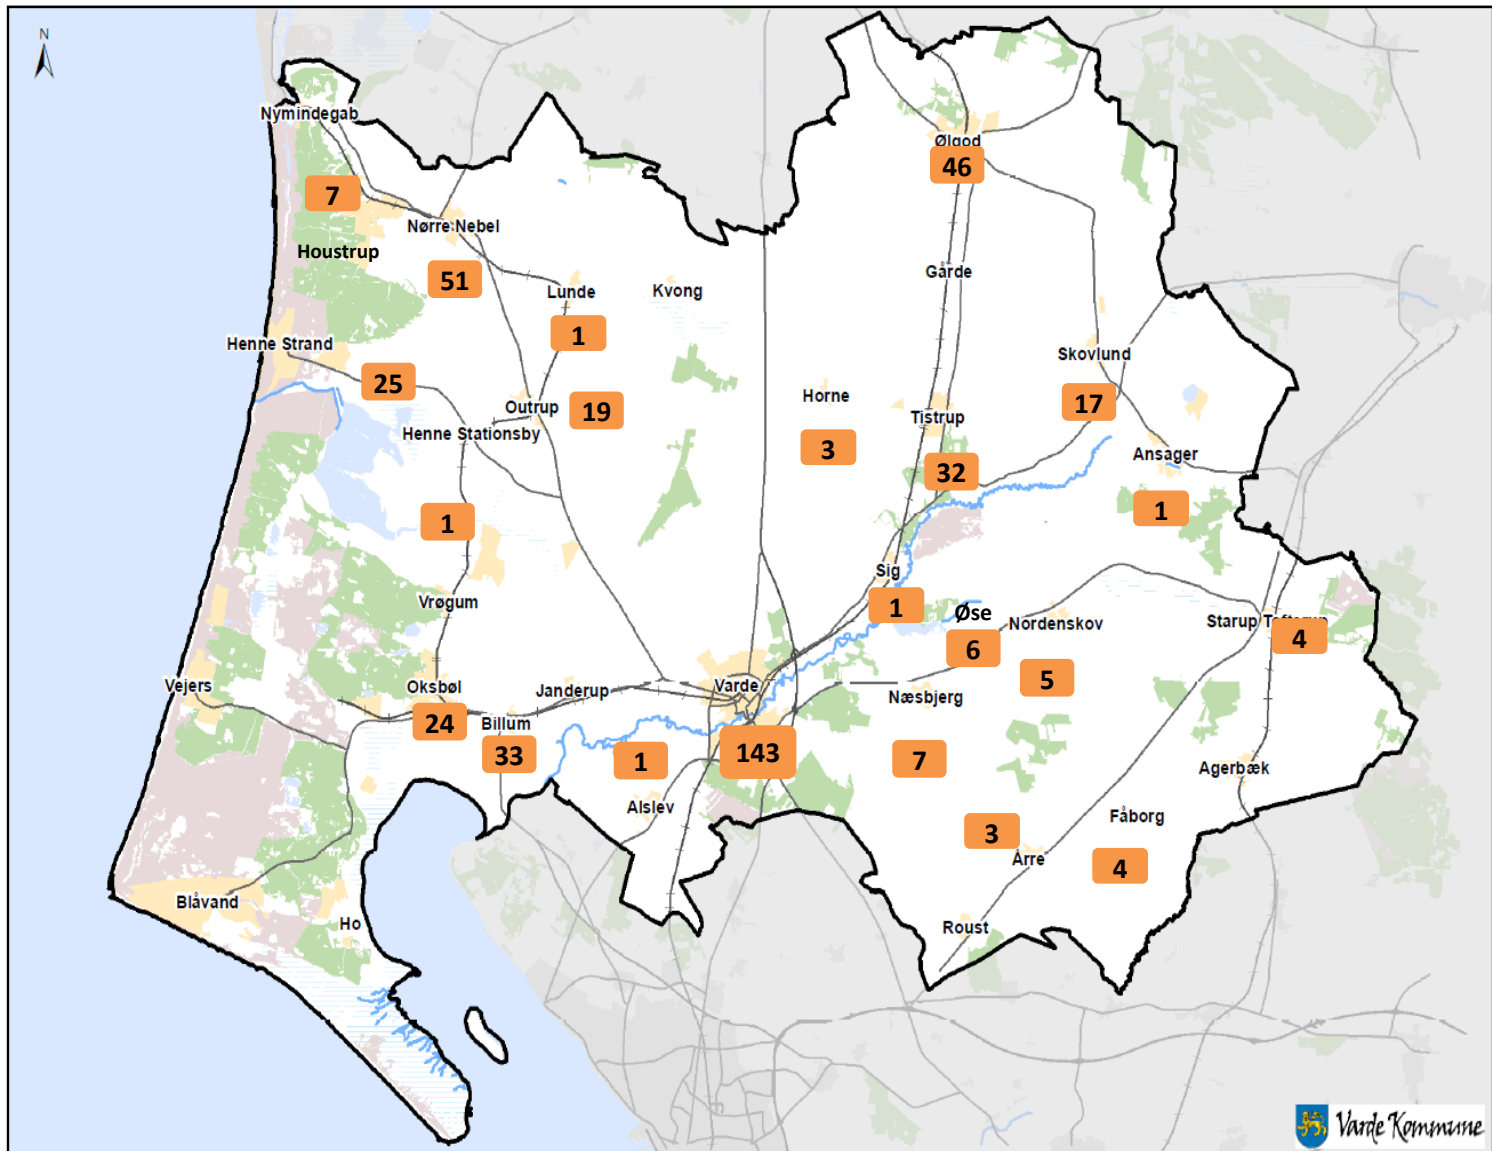 N
Nymindegab
Ølgod
46
7
Nørre Nebel
Houstrup
51
Gårde
Lunde
Kvong
1
Henne Strand
Skovlund
25
Horne
17
Outrup
19
Tistrup
Henne Stationsby
3
Ansager
32
1
1
Sig
Vrøgum
1
Øse
Nordenskov
Starup Tofterup
4
6
5
Vejers
Oksbøl
Janderup
Varde
Næsbjerg
24
Billum
33
1
143
7
Agerbæk
Alslev
Fåborg
3
Årre
4
Blåvand
Ho
Roust
Varde Kommune